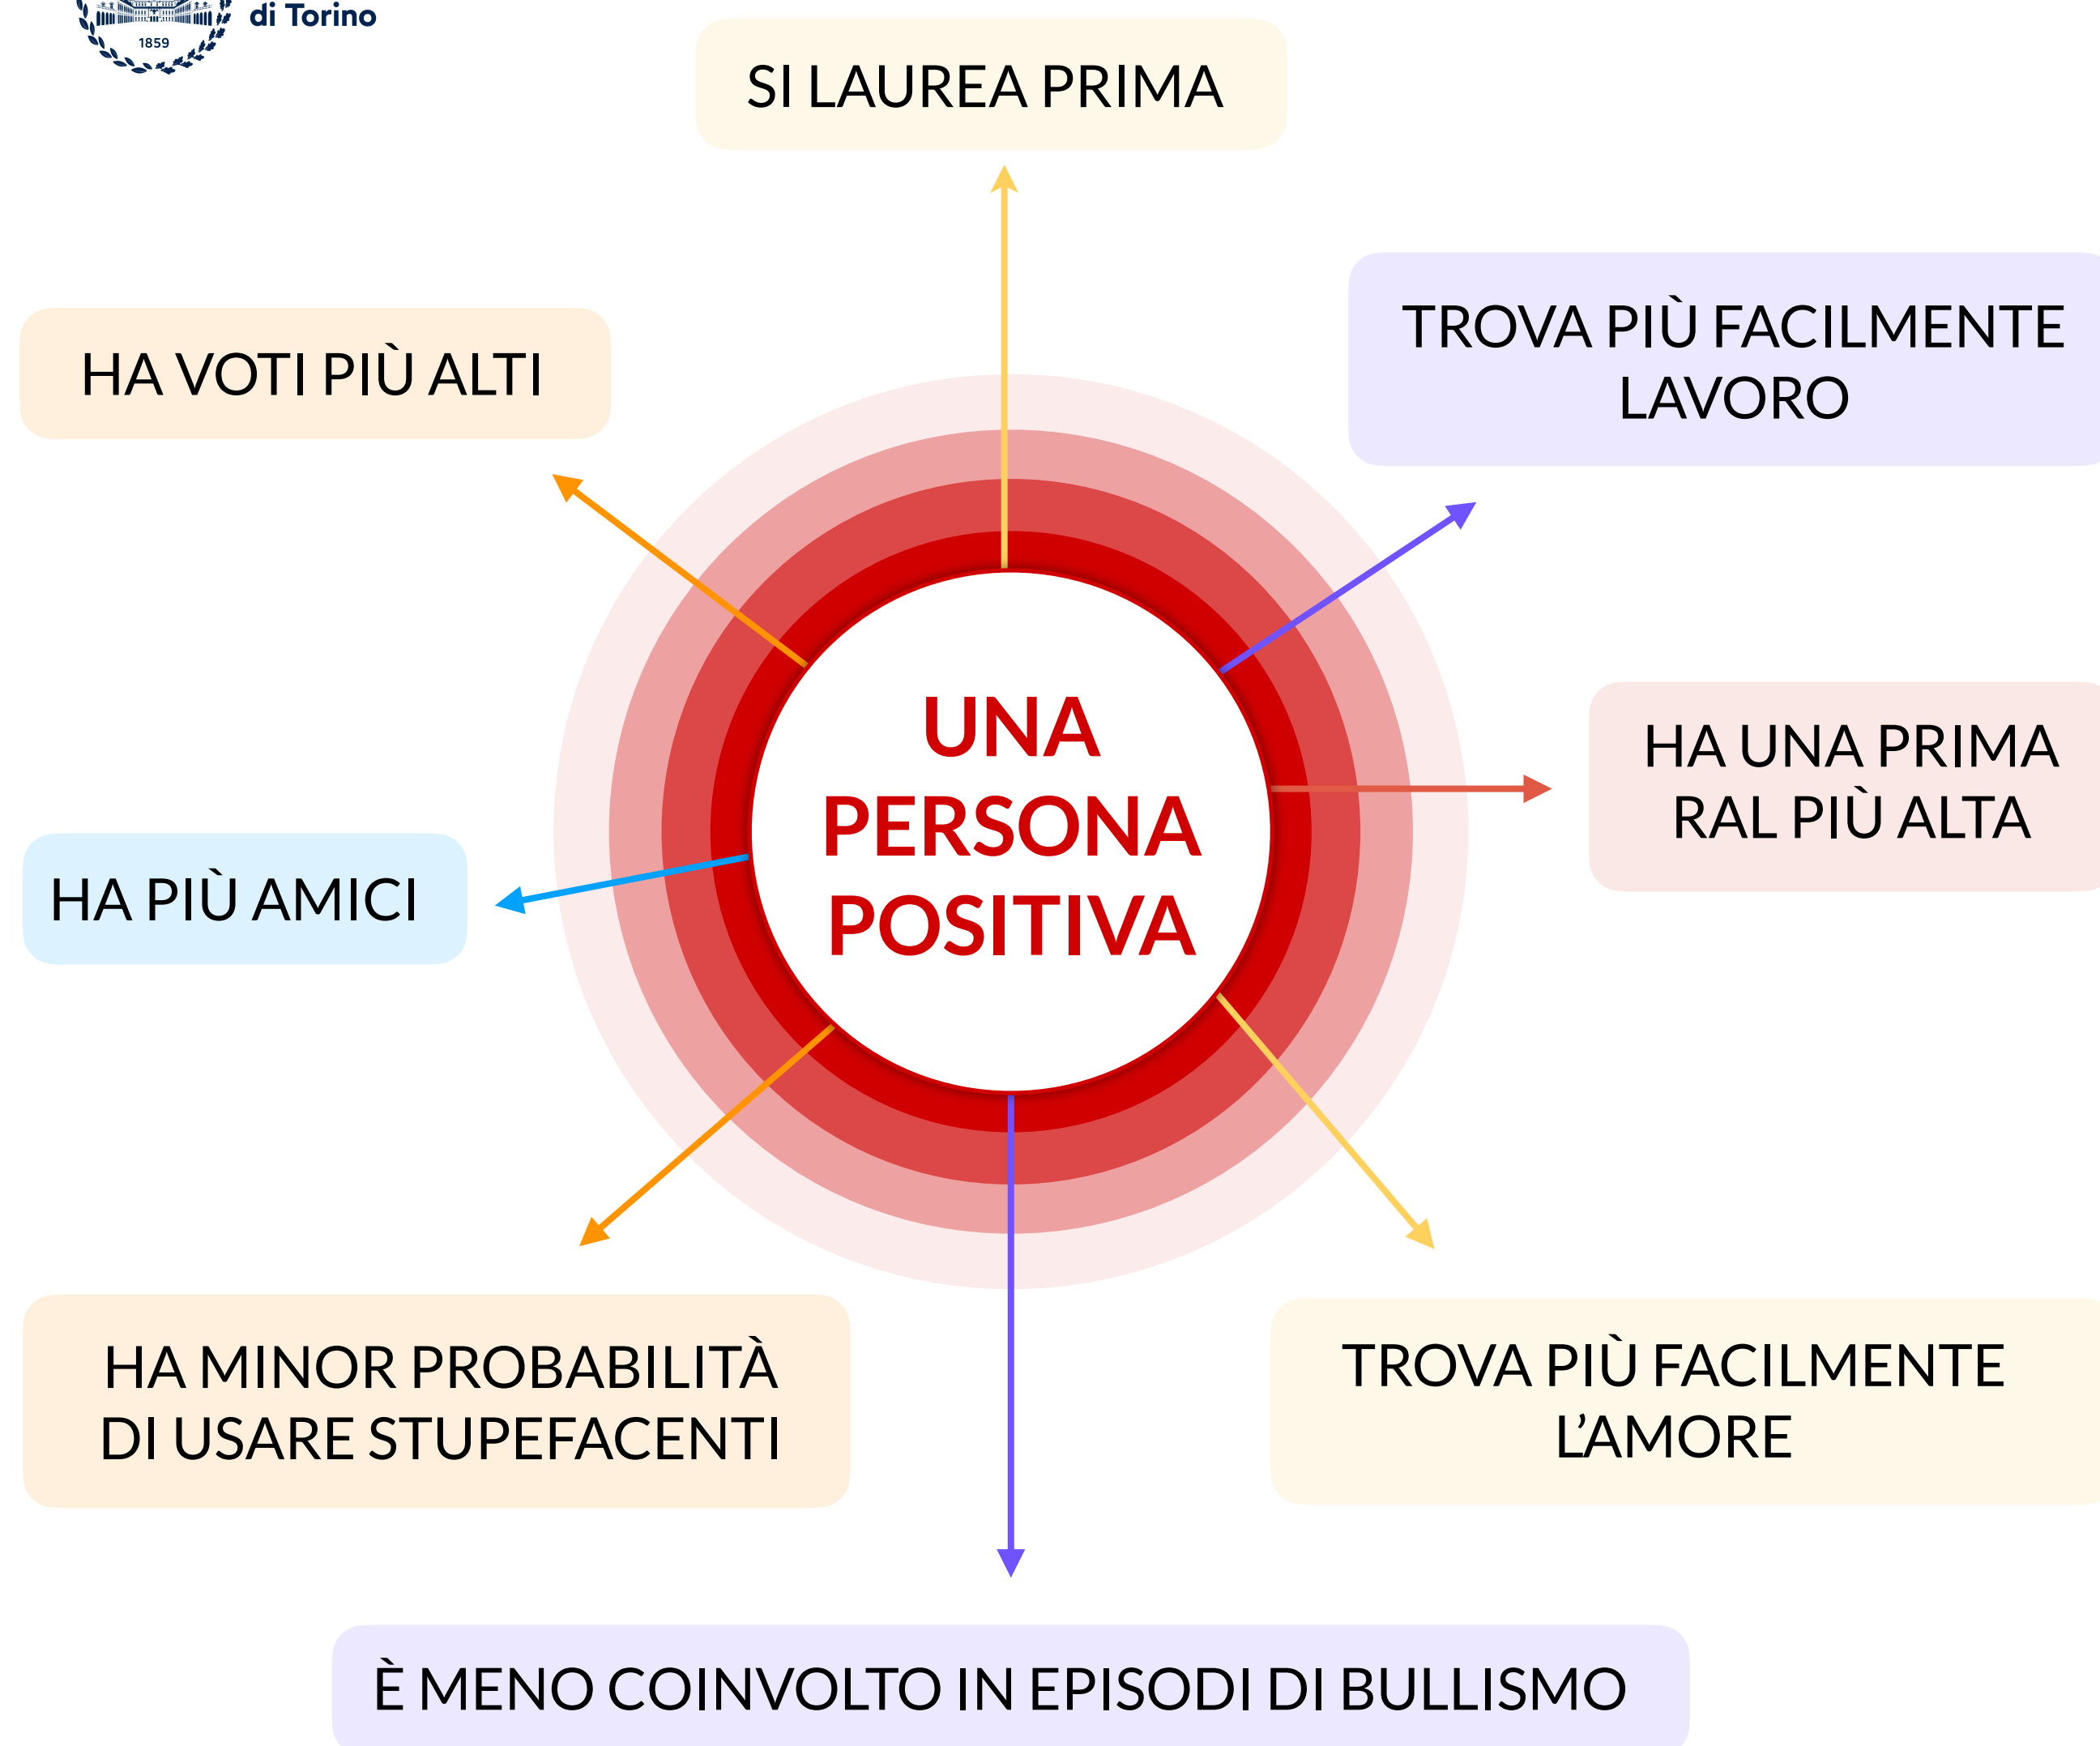 di Torino
1859
SI LAUREA PRIMA
HA VOTI PIÙ ALTI
TROVA PIÙ FACILMENTE
LAVORO
UNA
PERSONA
POSITIVA
HA UNA PRIMA
RAL PIÙ ALTA
HA PIÙ AMICI
HA MINOR PROBABILITÀ
DI USARE STUPEFACENTI
TROVA PIÙ FACILMENTE
L'AMORE
È MENO COINVOLTO IN EPISODI DI BULLISMO